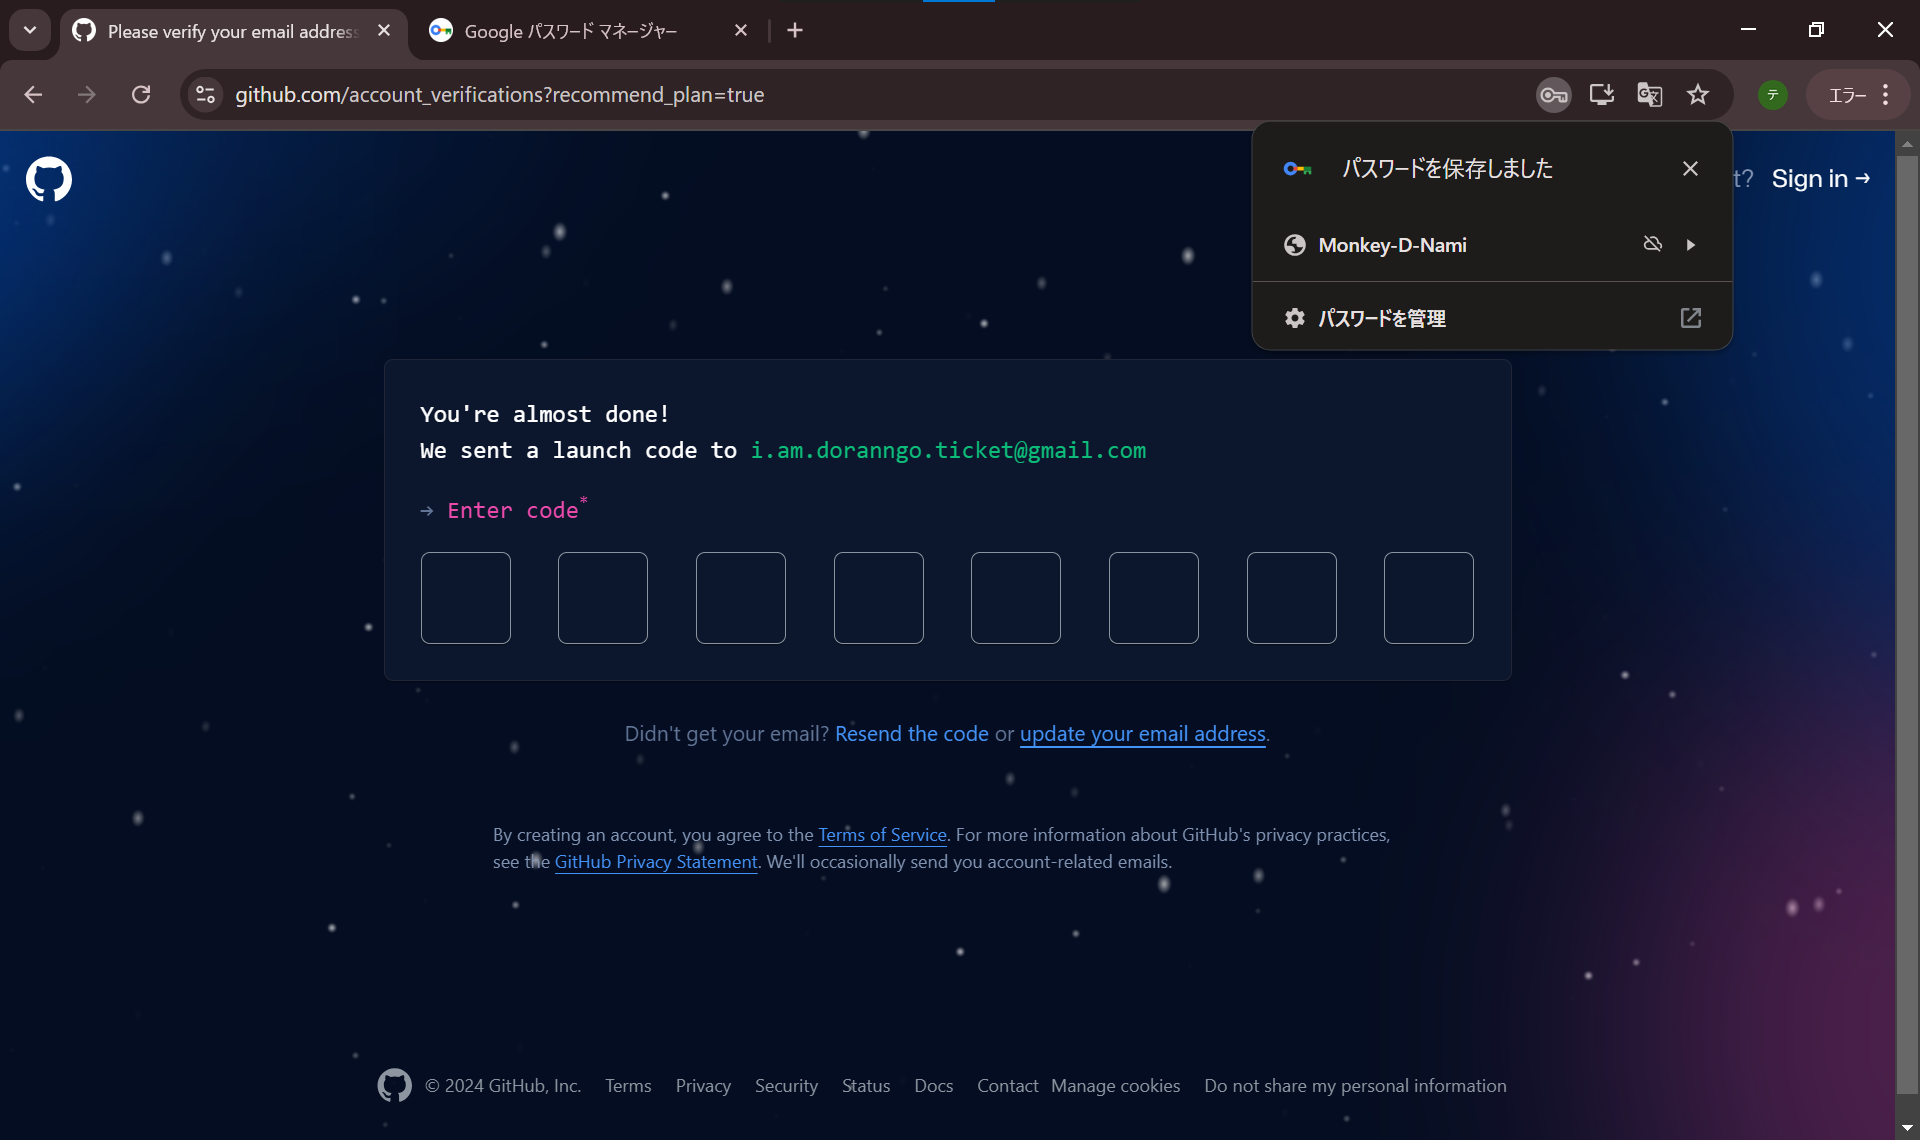 Please verify your email address
Google パスワード マネージャー
github.com/account_verifications?recommend_plan=true
テ
エラー
パスワードを保存しました
t?
Sign in →
Monkey-D-Nami
パスワードを管理
You're almost done!
We sent a launch code to i.am.doranngo.ticket@gmail.com
→ Enter code*
Didn't get your email? Resend the code or update your email address.
By creating an account, you agree to the Terms of Service. For more information about GitHub's privacy practices,
see the GitHub Privacy Statement. We'll occasionally send you account-related emails.
© 2024 GitHub, Inc. Terms Privacy Security Status Docs Contact Manage cookies Do not share my personal information